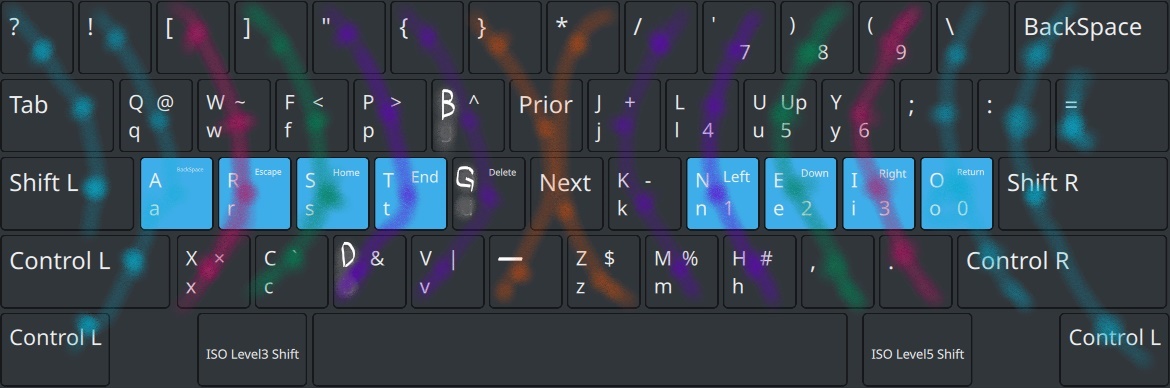 ? ! [ ] " { } * / ' 7 ) 8 ( 9 \ BackSpace
Tab Q @ q W ~ w F < f P > p B ^ Prior J + j L l 4 U Up u 5 Y y 6 ; : =
Shift L A BackSpace a R Escape r S Home s T End t G Delete Next K - k N Left n 1 E Down e 2 I Right i 3 O Return o 0 Shift R
Control L X × x C ` c D & V | v — Z $ z M % m H # h , . Control R
Control L ISO Level3 Shift ISO Level5 Shift Control L